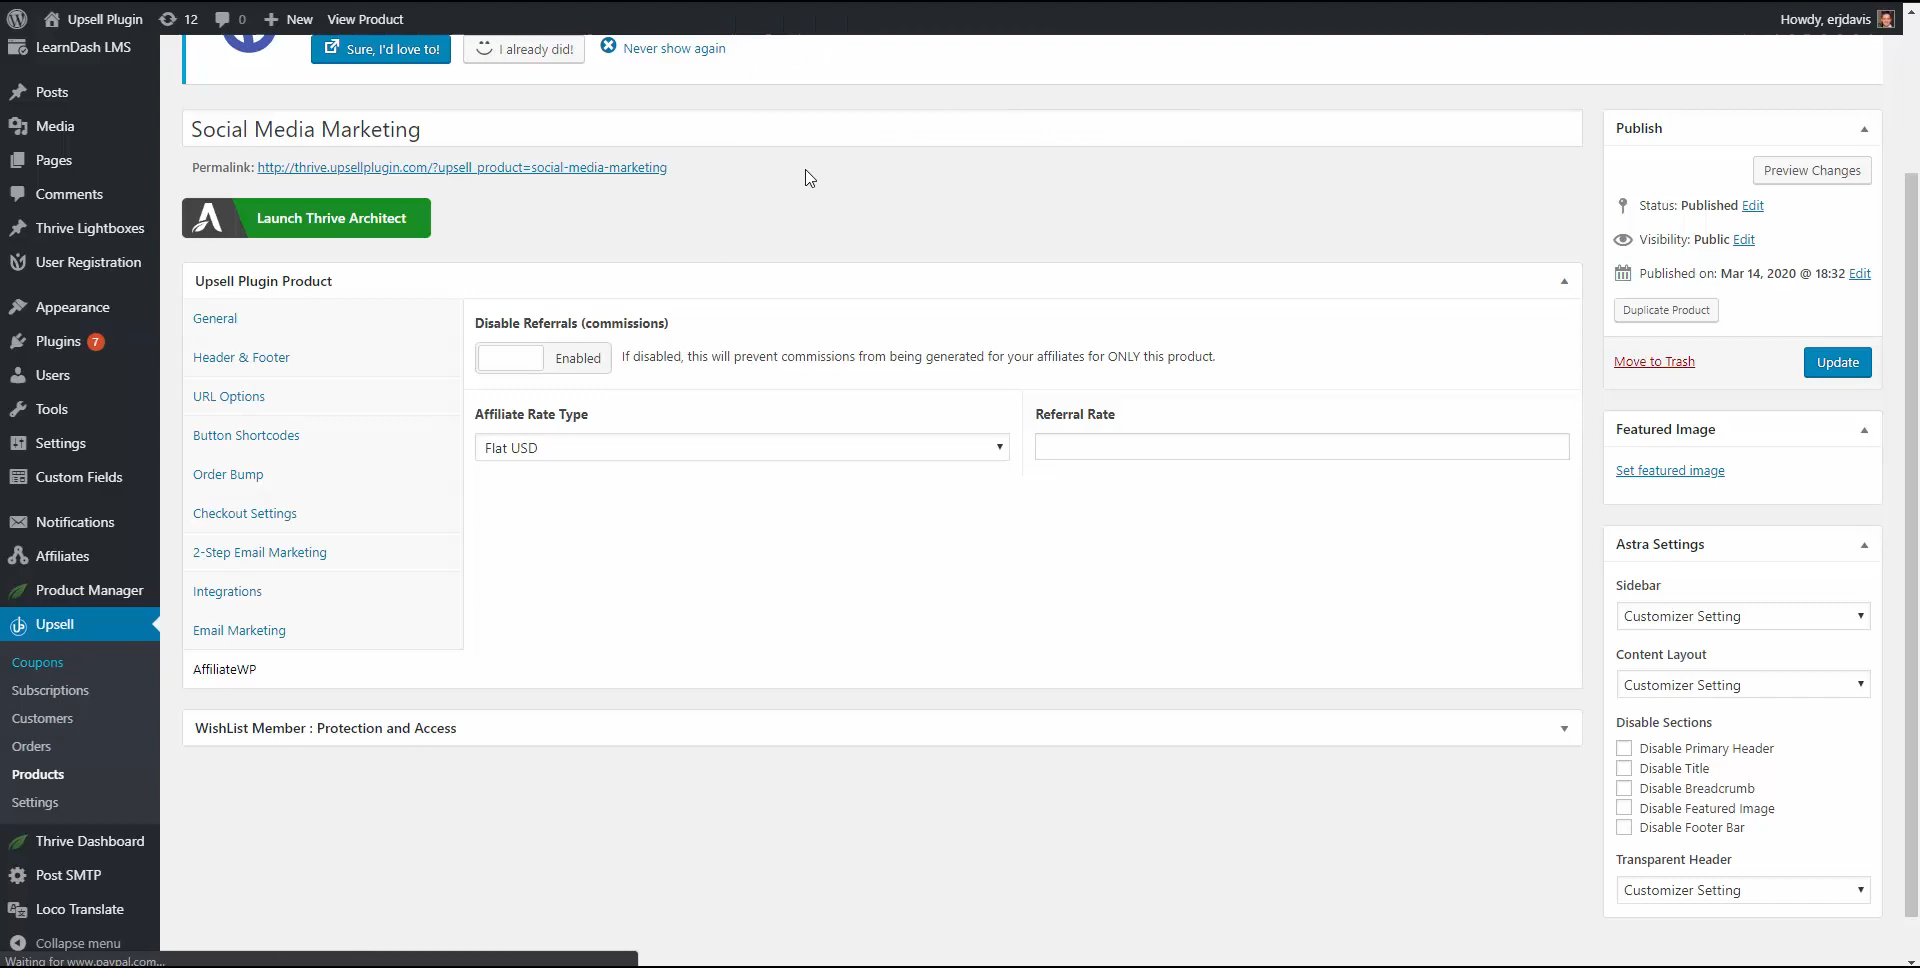 Upsell Plugin 12 0 New View Product Howdy, erjdavis
LearnDash LMS
Posts
Media
Pages
Comments
Thrive Lightboxes
User Registration
Appearance
Plugins 7
Users
Tools
Settings
Custom Fields
Notifications
Affiliates
Product Manager
Upsell
Coupons
Subscriptions
Customers
Orders
Products
Settings
Thrive Dashboard
Post SMTP
Loco Translate
Collapse menu
Waiting for www.paypal.com...
Sure, I'd love to! I already did! Never show again
Social Media Marketing
Permalink: http://thrive.upsellplugin.com/?upsell_product=social-media-marketing
Launch Thrive Architect
Upsell Plugin Product
General
Header & Footer
URL Options
Button Shortcodes
Order Bump
Checkout Settings
2-Step Email Marketing
Integrations
Email Marketing
AffiliateWP
Disable Referrals (commissions)
Enabled If disabled, this will prevent commissions from being generated for your affiliates for ONLY this product.
Affiliate Rate Type Referral Rate
Flat USD
WishList Member : Protection and Access
Publish
Preview Changes
Status: Published Edit
Visibility: Public Edit
Published on: Mar 14, 2020 @ 18:32 Edit
Duplicate Product
Move to Trash Update
Featured Image
Set featured image
Astra Settings
Sidebar
Customizer Setting
Content Layout
Customizer Setting
Disable Sections
Disable Primary Header
Disable Title
Disable Breadcrumb
Disable Featured Image
Disable Footer Bar
Transparent Header
Customizer Setting